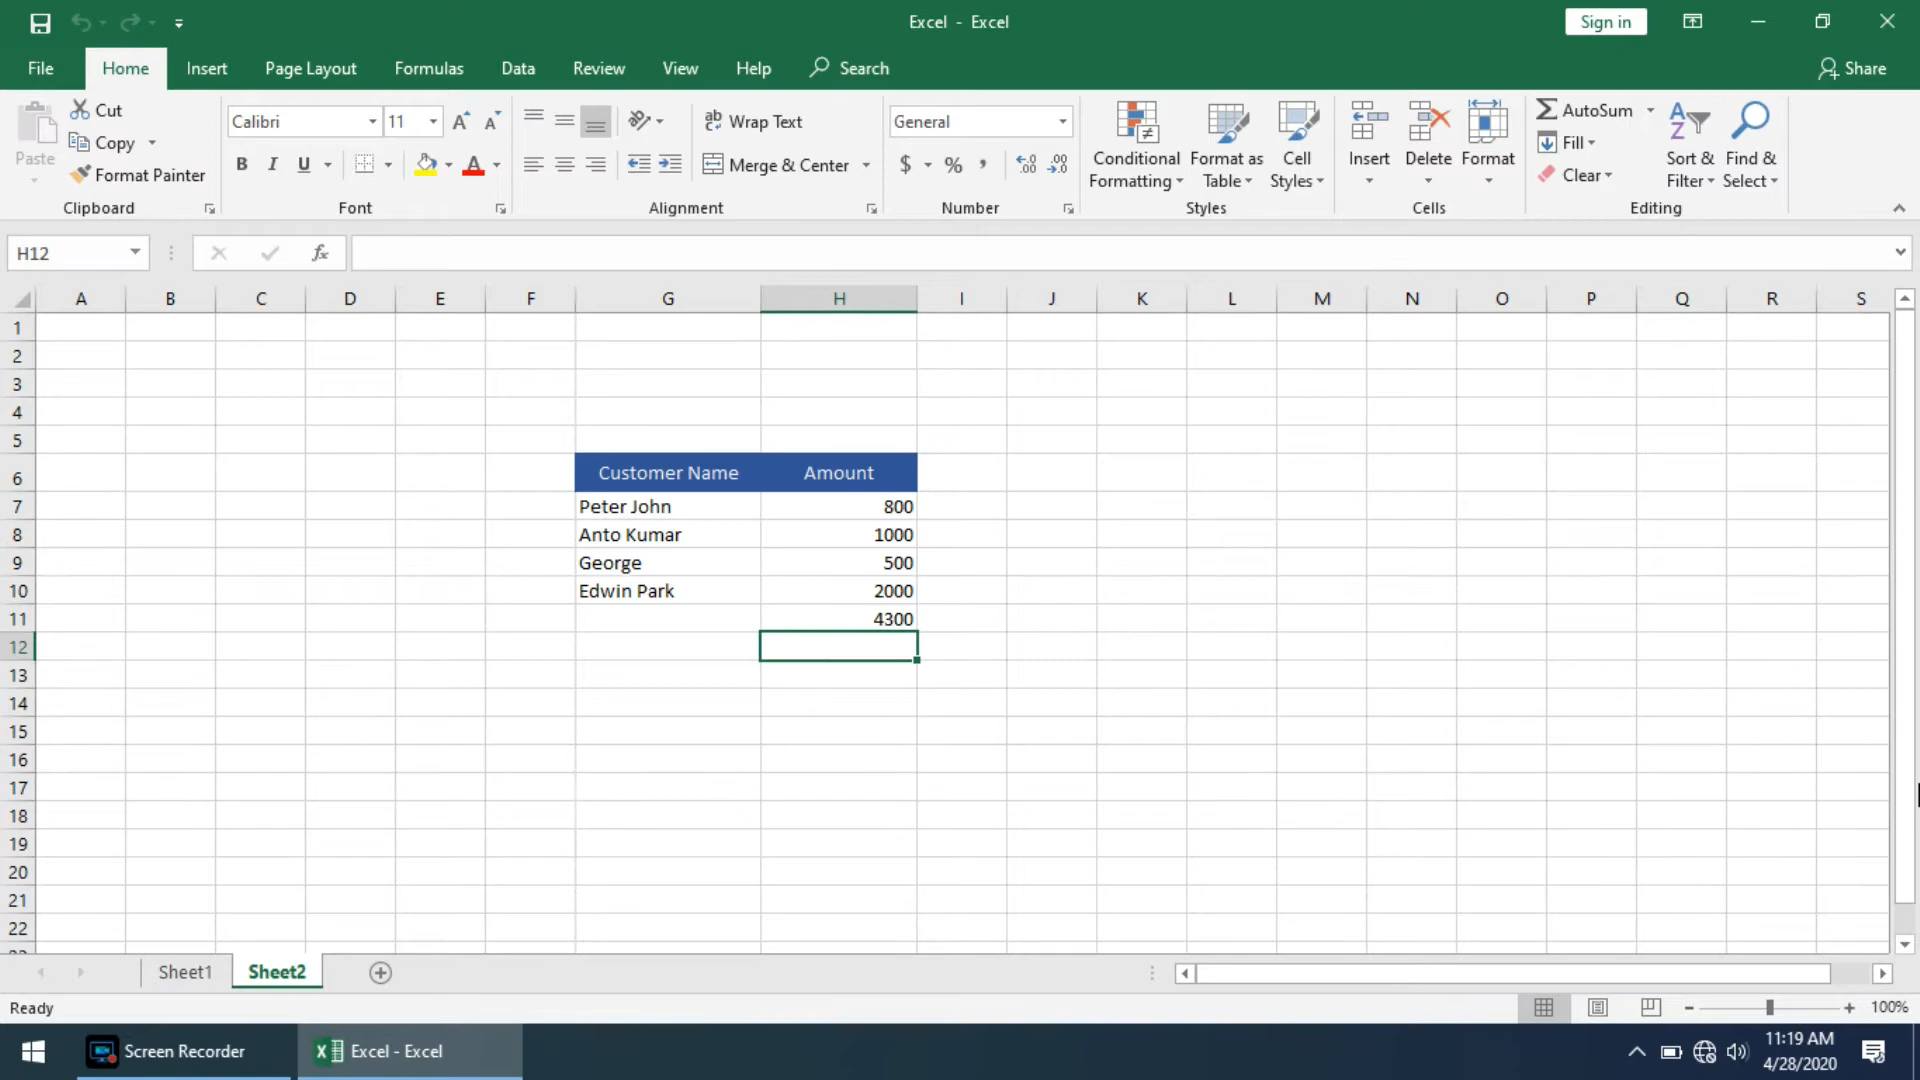 Excel - Excel
Sign in
File Home Insert Page Layout Formulas Data Review View Help Search Share
Paste
Cut
Copy
Format Painter
Clipboard
Calibri 11
B I U A
Font
ab Wrap Text
Merge & Center
Alignment
General
$ % ,
Number
Conditional Formatting
Format as Table
Cell Styles
Styles
Insert Delete Format
Cells
AutoSum
Fill
Clear
Sort & Filter
Find & Select
Editing
H12 fx
A B C D E F G H I J K L M N O P Q R S
1
2
3
4
5
6 Customer Name Amount
7 Peter John 800
8 Anto Kumar 1000
9 George 500
10 Edwin Park 2000
11 4300
12
13
14
15
16
17
18
19
20
21
22
Sheet1 Sheet2
Ready 100%
Screen Recorder Excel - Excel 11:19 AM
4/28/2020